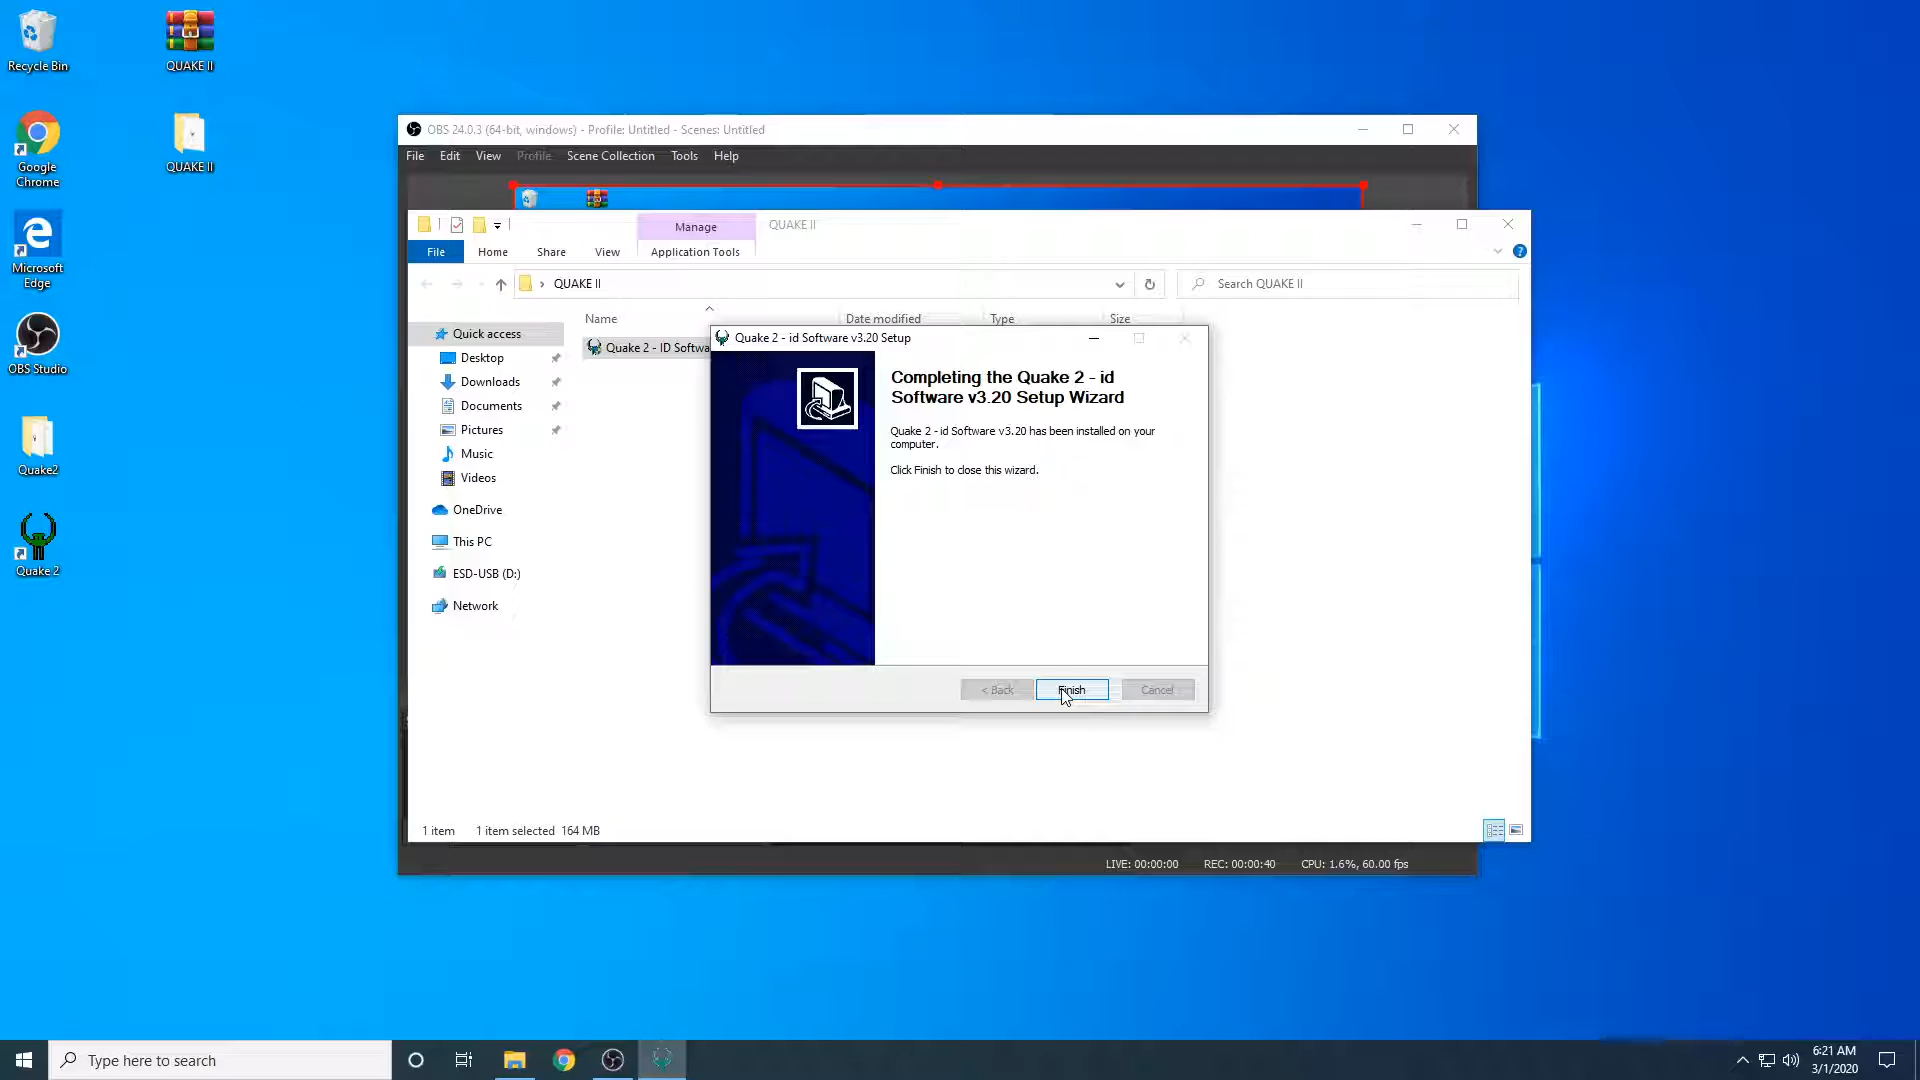 Recycle Bin
QUAKE II
Google
Chrome
QUAKE II
Microsoft
Edge
OBS Studio
Quake2
Quake 2
OBS 24.0.3 (64-bit, windows) - Profile: Untitled - Scenes: Untitled
File Edit View Profile Scene Collection Tools Help
Manage QUAKE II
File Home Share View Application Tools
QUAKE II
Search QUAKE II
Name Date modified Type Size
Quake 2 - ID Softwa
Quick access
Desktop
Downloads
Documents
Pictures
Music
Videos
OneDrive
This PC
ESD-USB (D:)
Network
Quake 2 - id Software v3.20 Setup
Completing the Quake 2 - id
Software v3.20 Setup Wizard
Quake 2 - id Software v3.20 has been installed on your
computer.
Click Finish to close this wizard.
< Back Finish Cancel
1 item 1 item selected 164 MB
LIVE: 00:00:00 REC: 00:00:40 CPU: 1.6%, 60.00 fps
Type here to search
6:21 AM
3/1/2020